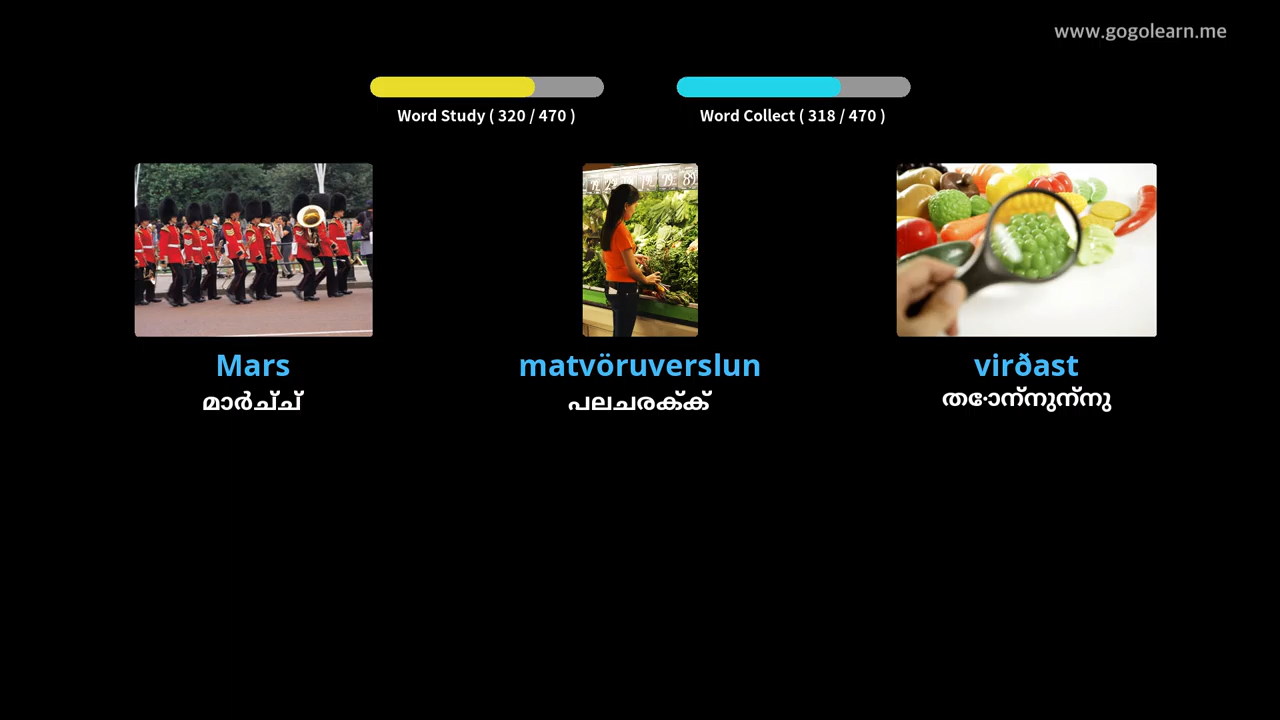 www.gogolearn.me
Word Study ( 320 / 470 )
Word Collect ( 318 / 470 )
Mars
matvöruverslun
virðast
മാർച്ച്
പലചരക്ക്
തോന്നുന്നു